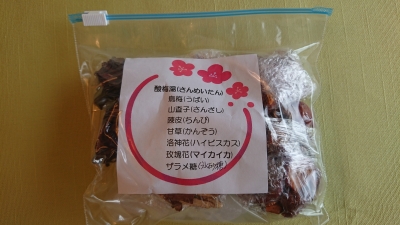 酸梅湯(さんめいたん)
烏梅(うばい)
山査子(さんざし)
陳皮(ちんぴ)
甘草(かんぞう)
洛神花(ハイビスカス)
玫瑰花(マイカイカ)
ザラメ糖